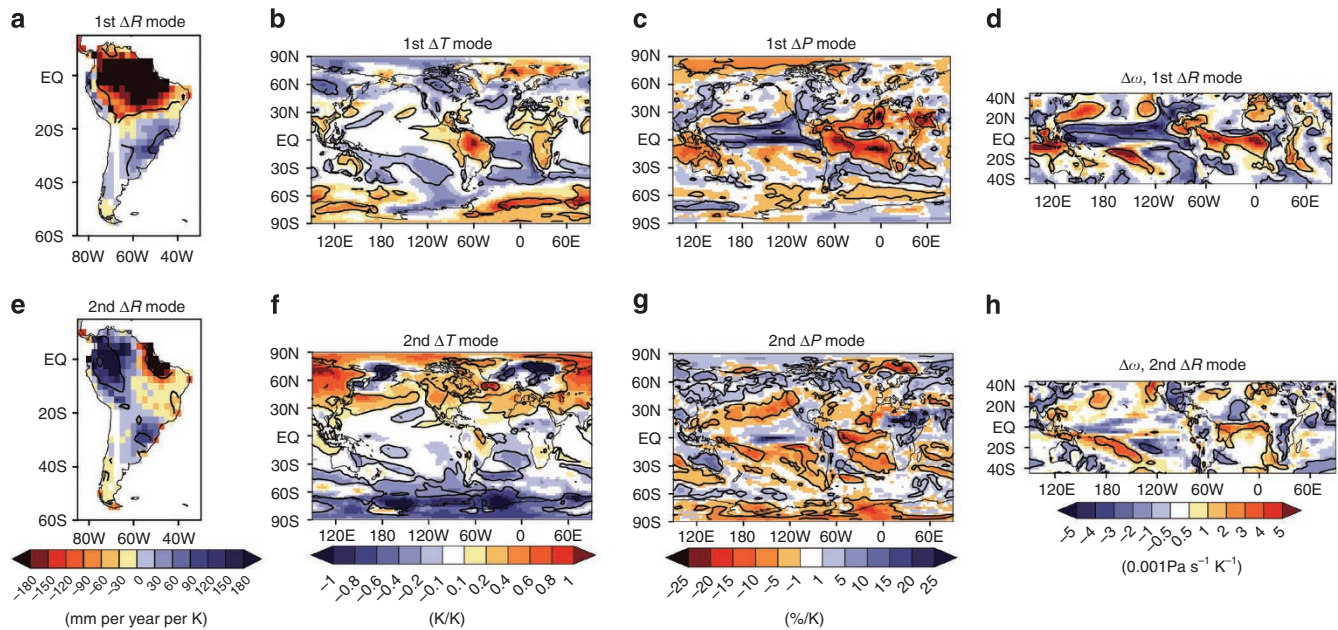 a
1st ΔR mode
EQ
20S
40S
60S
80W 60W 40W
b
1st ΔT mode
90N
60N
30N
EQ
30S
60S
90S
120E 180 120W 60W 0 60E
c
1st ΔP mode
90N
60N
30N
EQ
30S
60S
90S
120E 180 120W 60W 0 60E
d
Δω, 1st ΔR mode
40N
20N
EQ
20S
40S
120E 180 120W 60W 0 60E
e
2nd ΔR mode
EQ
20S
40S
60S
80W 60W 40W
−180 −150 −120 −90 −60 −30 0 30 60 90 120 150 180
(mm per year per K)
f
2nd ΔT mode
90N
60N
30N
EQ
30S
60S
90S
120E 180 120W 60W 0 60E
−1 −0.8 −0.6 −0.4 −0.2 −0.1 0.1 0.2 0.4 0.6 0.8 1
(K/K)
g
2nd ΔP mode
90N
60N
30N
EQ
30S
60S
90S
120E 180 120W 60W 0 60E
−25 −20 −15 −10 −5 −1 1 5 10 15 20 25
(%/K)
h
Δω, 2nd ΔR mode
40N
20N
EQ
20S
40S
120E 180 120W 60W 0 60E
−5 −4 −3 −2 −1 −0.5 0.5 1 2 3 4 5
(0.001Pa s⁻¹ K⁻¹)